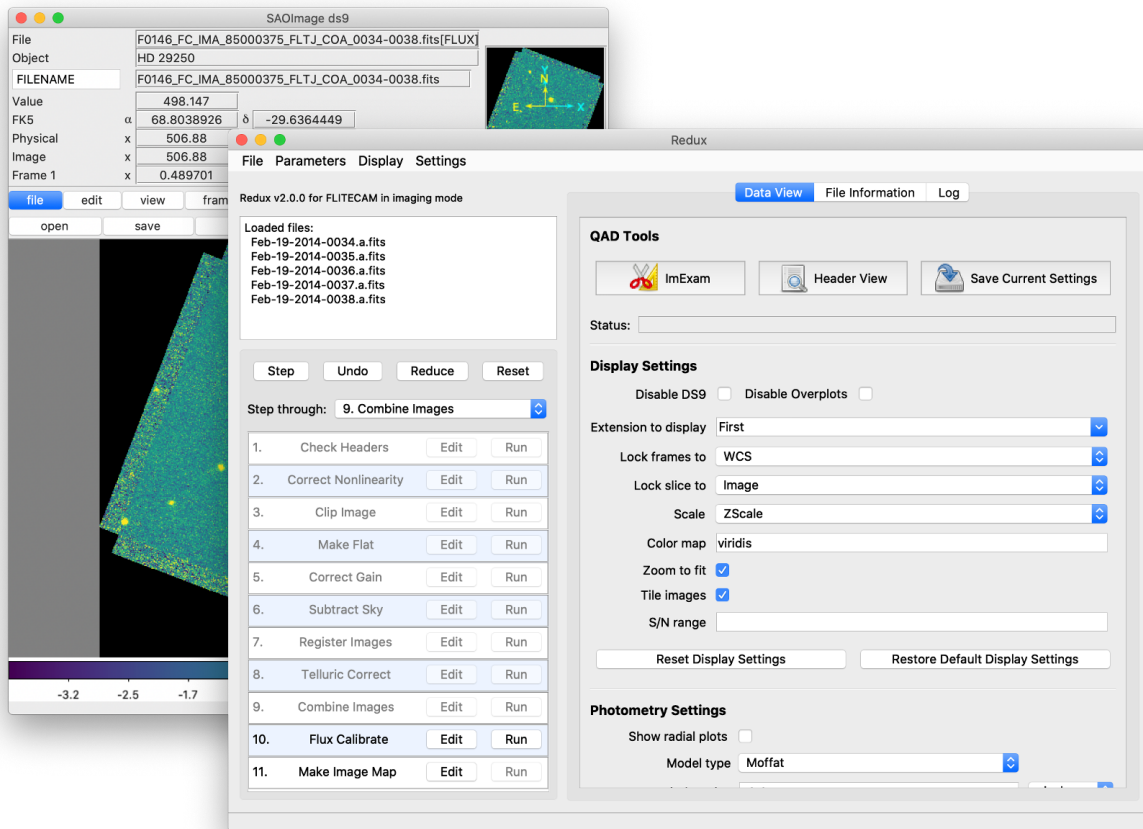 SAOImage ds9
File F0146_FC_IMA_85000375_FLTJ_COA_0034-0038.fits[FLUX]
Object HD 29250
FILENAME F0146_FC_IMA_85000375_FLTJ_COA_0034-0038.fits
Value 498.147
FK5 α 68.8038926 δ -29.6364449
Physical x 506.88
Image x 506.88
Frame 1 x 0.489701
Y
N
E X
file edit view fram
open save
-3.2 -2.5 -1.7
Redux
File Parameters Display Settings
Redux v2.0.0 for FLITECAM in imaging mode
Loaded files:
Feb-19-2014-0034.a.fits
Feb-19-2014-0035.a.fits
Feb-19-2014-0036.a.fits
Feb-19-2014-0037.a.fits
Feb-19-2014-0038.a.fits
Step Undo Reduce Reset
Step through: 9. Combine Images
1. Check Headers Edit Run
2. Correct Nonlinearity Edit Run
3. Clip Image Edit Run
4. Make Flat Edit Run
5. Correct Gain Edit Run
6. Subtract Sky Edit Run
7. Register Images Edit Run
8. Telluric Correct Edit Run
9. Combine Images Edit Run
10. Flux Calibrate Edit Run
11. Make Image Map Edit Run
Data View File Information Log
QAD Tools
ImExam Header View Save Current Settings
Status:
Display Settings
Disable DS9 Disable Overplots
Extension to display First
Lock frames to WCS
Lock slice to Image
Scale ZScale
Color map viridis
Zoom to fit
Tile images
S/N range
Reset Display Settings Restore Default Display Settings
Photometry Settings
Show radial plots
Model type Moffat